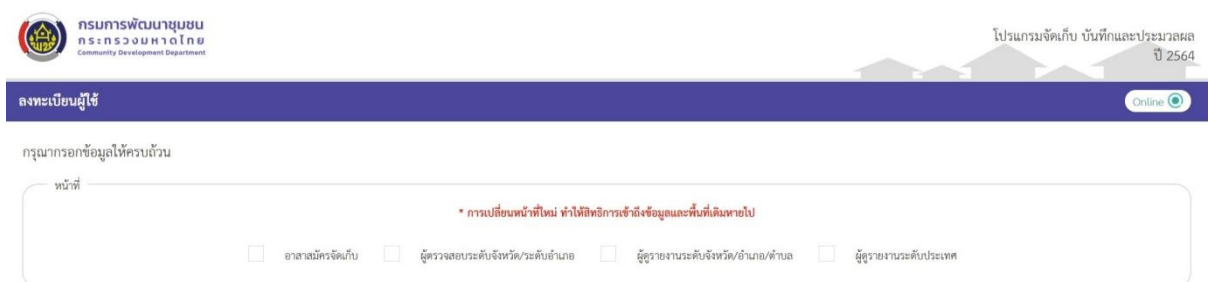 กรมการพัฒนาชุมชน
กระทรวงมหาดไทย
Community Development Department
โปรแกรมจัดเก็บ บันทึกและประมวลผล
ปี 2564
ลงทะเบียนผู้ใช้
Online
กรุณากรอกข้อมูลให้ครบถ้วน
หน้าที่
* การเปลี่ยนหน้าที่ใหม่ ทำให้สิทธิการเข้าถึงข้อมูลและพื้นที่เดิมหายไป
อาสาสมัครจัดเก็บ ผู้ตรวจสอบระดับจังหวัด/ระดับอำเภอ ผู้ดูรายงานระดับจังหวัด/อำเภอ/ตำบล ผู้ดูรายงานระดับประเทศ